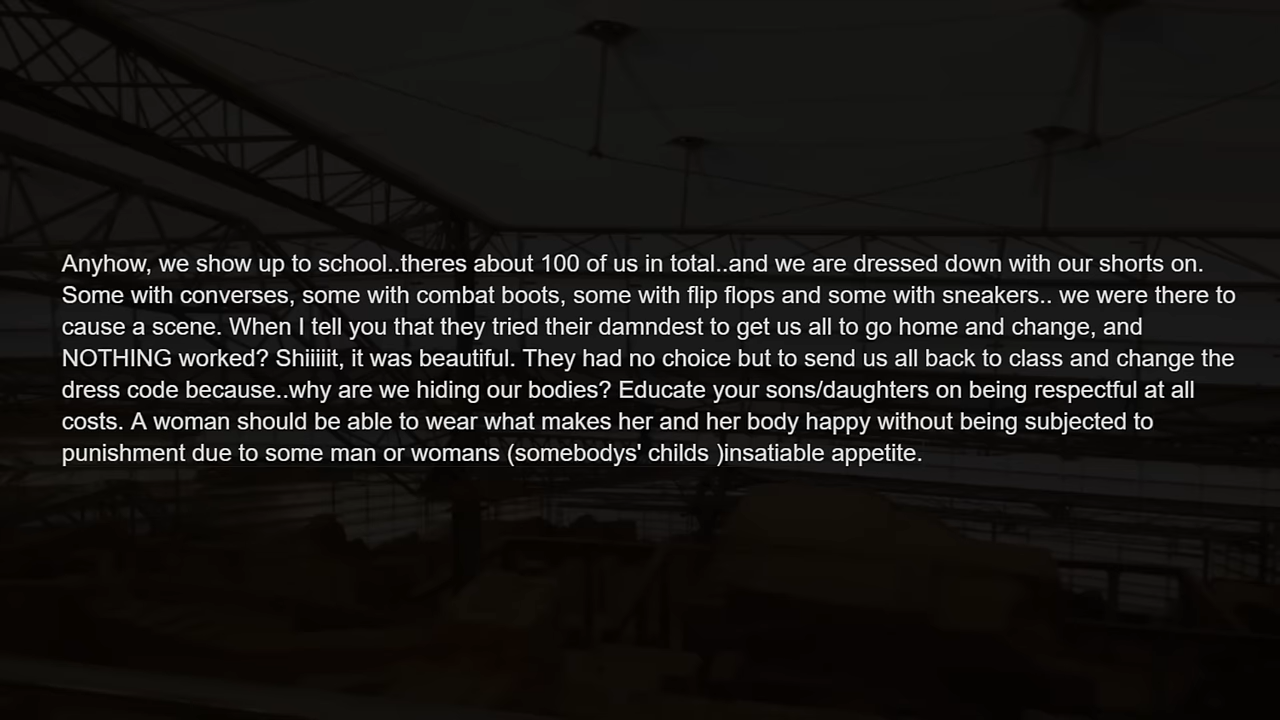 Anyhow, we show up to school..theres about 100 of us in total..and we are dressed down with our shorts on.
Some with converses, some with combat boots, some with flip flops and some with sneakers.. we were there to
cause a scene. When I tell you that they tried their damndest to get us all to go home and change, and
NOTHING worked? Shiiiiit, it was beautiful. They had no choice but to send us all back to class and change the
dress code because..why are we hiding our bodies? Educate your sons/daughters on being respectful at all
costs. A woman should be able to wear what makes her and her body happy without being subjected to
punishment due to some man or womans (somebodys' childs )insatiable appetite.